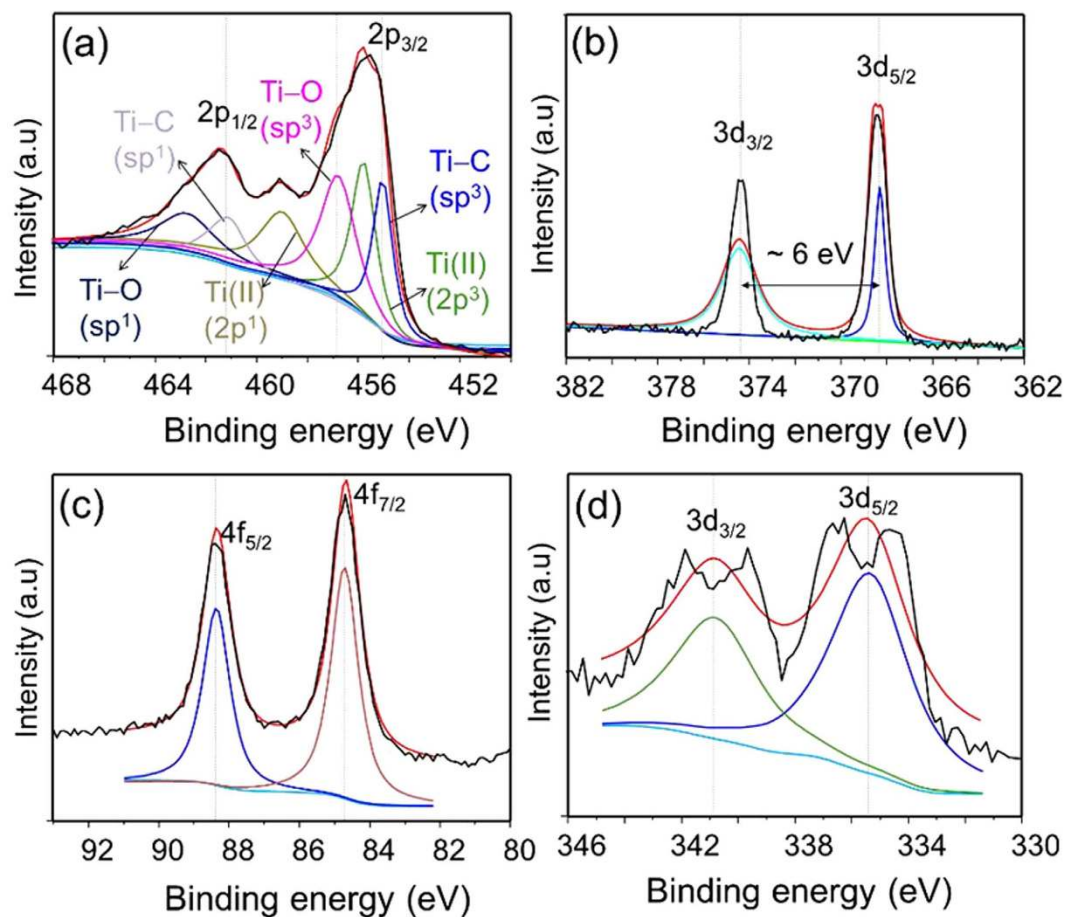 (a)
2p3/2
Ti–O
(sp³)
Ti–C
(sp¹)
2p1/2
Ti–C
(sp³)
Ti–O
(sp¹)
Ti(II)
(2p¹)
Ti(II)
(2p³)
Intensity (a.u)
468 464 460 456 452
Binding energy (eV)
(b)
3d5/2
3d3/2
~ 6 eV
Intensity (a.u)
382 378 374 370 366 362
Binding energy (eV)
(c)
4f7/2
4f5/2
Intensity (a.u)
92 90 88 86 84 82 80
Binding energy (eV)
(d)
3d5/2
3d3/2
Intensity (a.u)
346 342 338 334 330
Binding energy (eV)